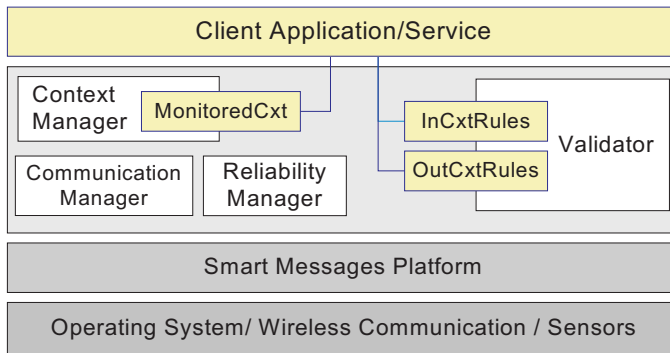 Client Application/Service
Context
Manager
MonitoredCxt
InCxtRules
Validator
OutCxtRules
Communication
Manager
Reliability
Manager
Smart Messages Platform
Operating System/ Wireless Communication / Sensors